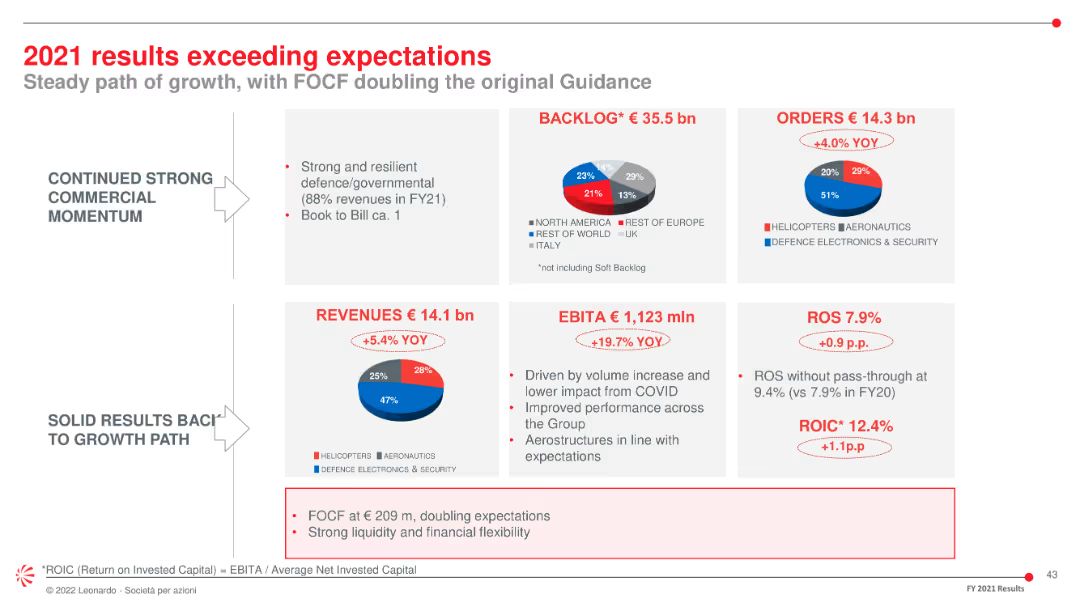 2021 results exceeding expectations
Steady path of growth, with FOCF doubling the original Guidance
CONTINUED STRONG
COMMERCIAL
MOMENTUM
• Strong and resilient
defence/governmental
(88% revenues in FY21)
• Book to Bill ca. 1
BACKLOG* € 35.5 bn
23%
29%
21%
13%
NORTH AMERICA REST OF EUROPE
REST OF WORLD UK
ITALY
*not including Soft Backlog
ORDERS € 14.3 bn
+4.0% YOY
20%
29%
51%
HELICOPTERS AERONAUTICS
DEFENCE ELECTRONICS & SECURITY
SOLID RESULTS BACK
TO GROWTH PATH
REVENUES € 14.1 bn
+5.4% YOY
25%
28%
47%
HELICOPTERS AERONAUTICS
DEFENCE ELECTRONICS & SECURITY
EBITA € 1,123 mln
+19.7% YOY
• Driven by volume increase and
lower impact from COVID
• Improved performance across
the Group
• Aerostructures in line with
expectations
ROS 7.9%
+0.9 p.p.
• ROS without pass-through at
9.4% (vs 7.9% in FY20)
ROIC* 12.4%
+1.1p.p
• FOCF at € 209 m, doubling expectations
• Strong liquidity and financial flexibility
*ROIC (Return on Invested Capital) = EBITA / Average Net Invested Capital
© 2022 Leonardo - Società per azioni
FY 2021 Results
43